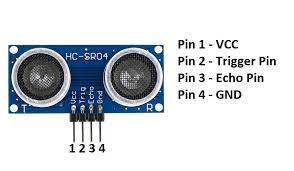 HC-SR04
T
R
Vcc
Trig
Echo
Gnd
1 2 3 4
Pin 1 - VCC
Pin 2 - Trigger Pin
Pin 3 - Echo Pin
Pin 4 - GND